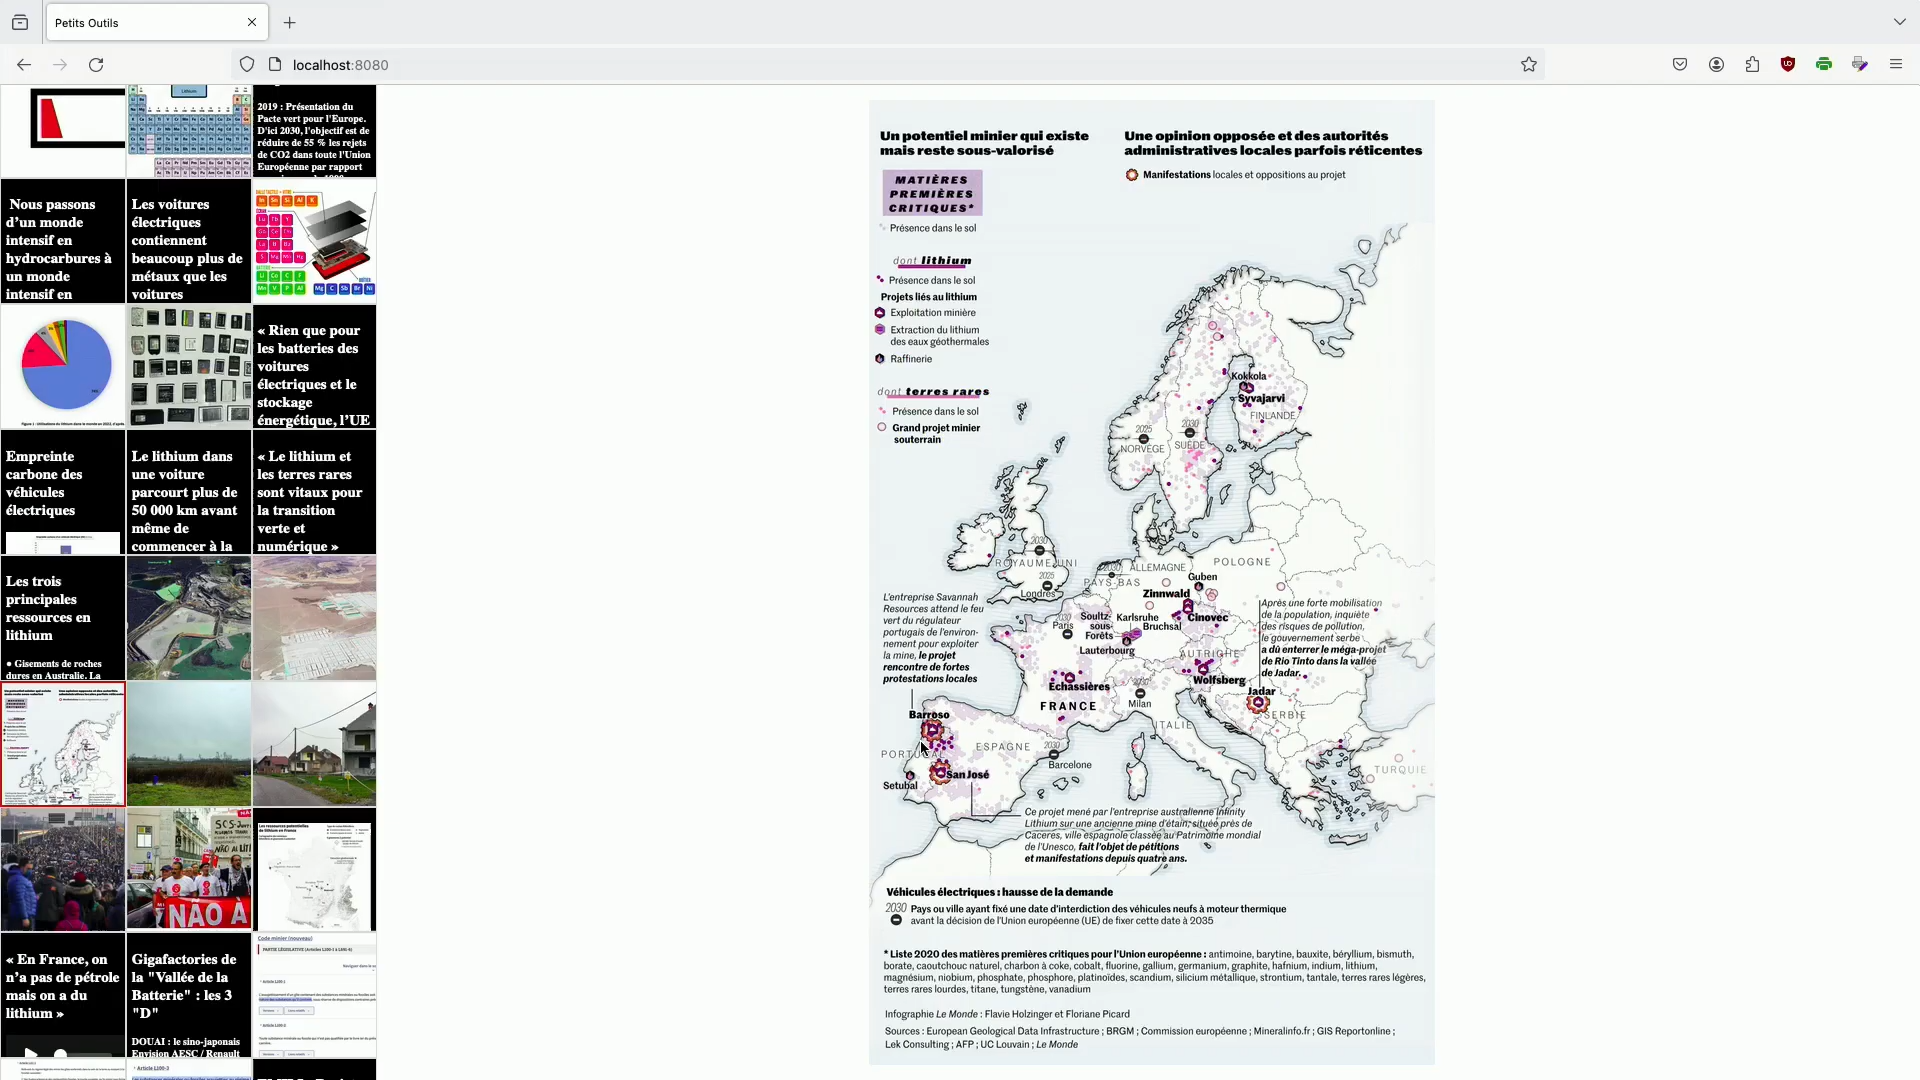 Petits Outils
localhost:8080
2019 : Présentation du
Pacte vert pour l'Europe.
D'ici 2030, l'objectif est de
réduire de 55 % les rejets
de CO2 dans toute l'Union
Européenne par rapport
Nous passons
d'un monde
intensif en
hydrocarbures à
un monde
intensif en
Les voitures
électriques
contiennent
beaucoup plus de
métaux que les
voitures
« Rien que pour
les batteries des
voitures
électriques et le
stockage
énergétique, l'UE
Empreinte
carbone des
véhicules
électriques
Le lithium dans
une voiture
parcourt plus de
50 000 km avant
même de
commencer à la
« Le lithium et
les terres rares
sont vitaux pour
la transition
verte et
numérique »
Les trois
principales
ressources en
lithium
● Gisements de roches
dures en Australie. La
NÃO À
« En France, on
n'a pas de pétrole
mais on a du
lithium »
Gigafactories de
la "Vallée de la
Batterie" : les 3
"D"
DOUAI : le sino-japonais
Envision AESC / Renault
Code minier (nouveau)
Un potentiel minier qui existe
mais reste sous-valorisé
Une opinion opposée et des autorités
administratives locales parfois réticentes
Manifestations locales et oppositions au projet
MATIÈRES
PREMIÈRES
CRITIQUES*
Présence dans le sol
dont lithium
Présence dans le sol
Projets liés au lithium
Exploitation minière
Extraction du lithium
des eaux géothermales
Raffinerie
dont terres rares
Présence dans le sol
Grand projet minier
souterrain
Kokkola
Syvajarvi
FINLANDE
2025
NORVÈGE
2030
SUÈDE
2030
ROYAUME-UNI
2025
Londres
2030
PAYS-BAS
ALLEMAGNE
POLOGNE
Guben
Zinnwald
Cinovec
2030
Paris
Soultz-
sous-
Forêts
Karlsruhe
Bruchsal
Lauterbourg
AUTRICHE
Wolfsberg
Echassières
FRANCE
2030
Milan
ITALIE
Jadar
SERBIE
TURQUIE
L'entreprise Savannah
Resources attend le feu
vert du régulateur
portugais de l'environ-
nement pour exploiter
la mine, le projet
rencontre de fortes
protestations locales
Après une forte mobilisation
de la population, inquiète
des risques de pollution,
le gouvernement serbe
a dû enterrer le méga-projet
de Rio Tinto dans la vallée
de Jadar.
Barroso
PORTUGAL
ESPAGNE
2030
Barcelone
San José
Setubal
Ce projet mené par l'entreprise australienne Infinity
Lithium sur une ancienne mine d'étain, située près de
Caceres, ville espagnole classée au Patrimoine mondial
de l'Unesco, fait l'objet de pétitions
et manifestations depuis quatre ans.
Véhicules électriques : hausse de la demande
2030 Pays ou ville ayant fixé une date d'interdiction des véhicules neufs à moteur thermique
avant la décision de l'Union européenne (UE) de fixer cette date à 2035
* Liste 2020 des matières premières critiques pour l'Union européenne : antimoine, barytine, bauxite, béryllium, bismuth,
borate, caoutchouc naturel, charbon à coke, cobalt, fluorine, gallium, germanium, graphite, hafnium, indium, lithium,
magnésium, niobium, phosphate, phosphore, platinoïdes, scandium, silicium métallique, strontium, tantale, terres rares légères,
terres rares lourdes, titane, tungstène, vanadium
Infographie Le Monde : Flavie Holzinger et Floriane Picard
Sources : European Geological Data Infrastructure ; BRGM ; Commission européenne ; Mineralinfo.fr ; GIS Reportonline ;
Lek Consulting ; AFP ; UC Louvain ; Le Monde